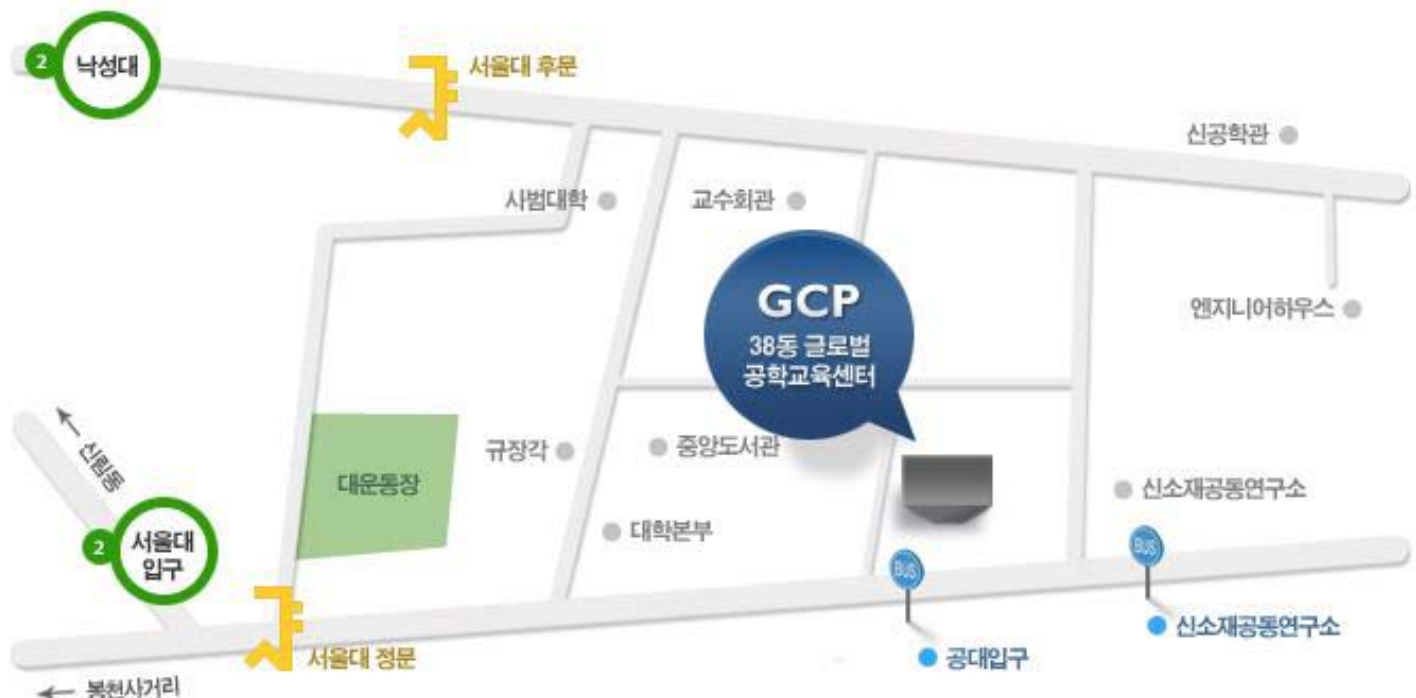 2 낙성대
서울대 후문
신공학관
사범대학
교수회관
GCP
38동 글로벌
공학교육센터
엔지니어하우스
← 신림동
규장각
중앙도서관
대운동장
신소재공동연구소
대학본부
2 서울대
입구
BUS
BUS
신소재공동연구소
서울대 정문
공대입구
← 봉천사거리